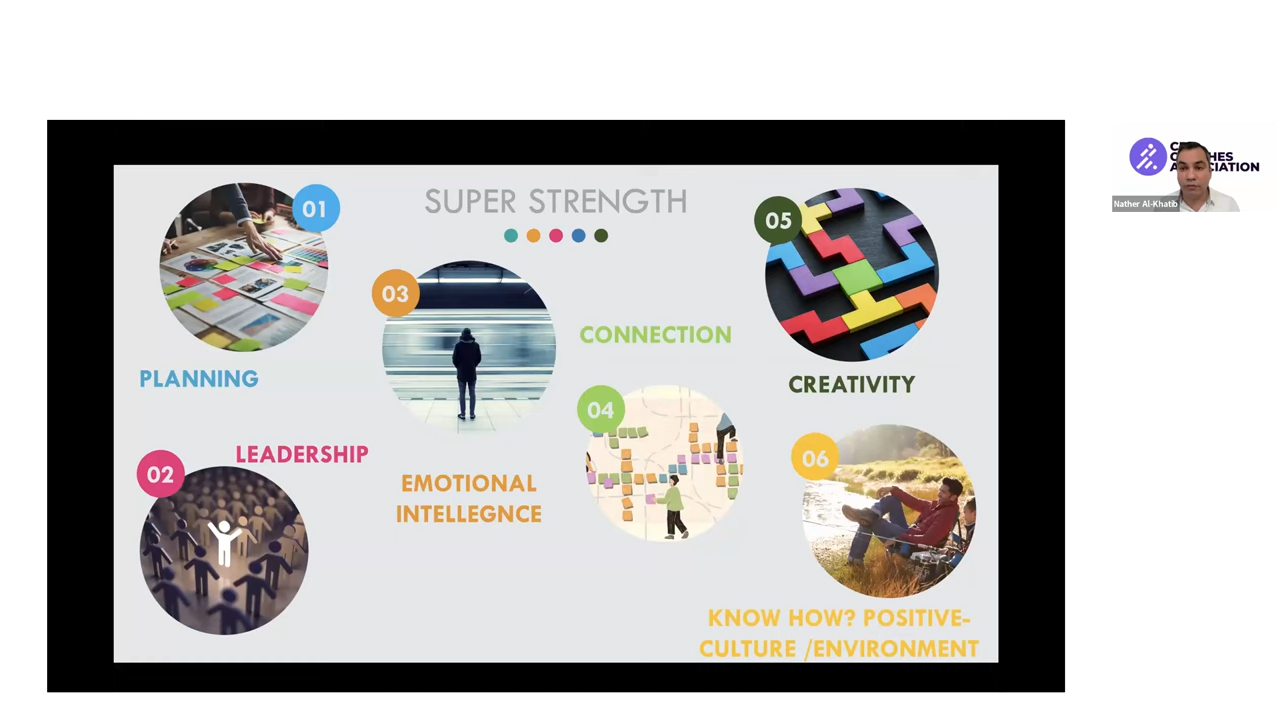 SUPER STRENGTH
01
PLANNING
02
LEADERSHIP
03
EMOTIONAL
INTELLEGNCE
CONNECTION
04
05
CREATIVITY
06
KNOW HOW? POSITIVE-
CULTURE /ENVIRONMENT
ASSOCIATION
Nather Al-Khatib